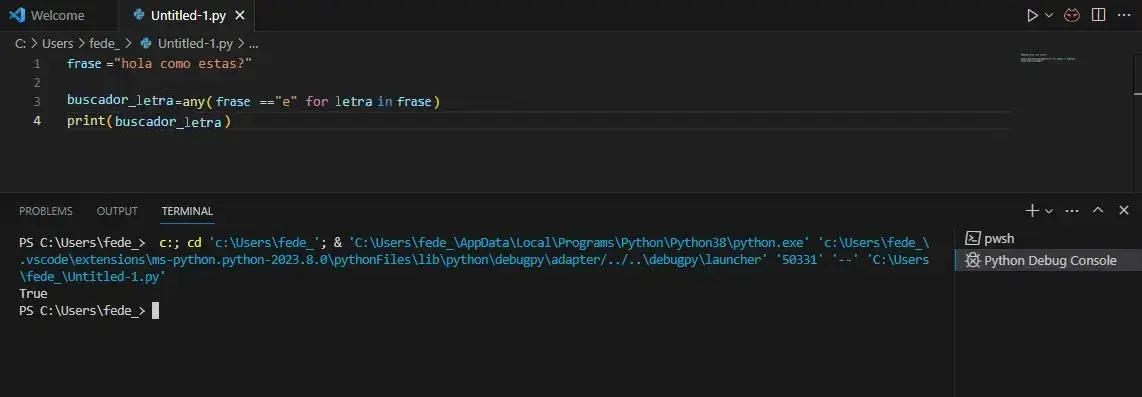 Welcome
Untitled-1.py
C: > Users > fede_ > Untitled-1.py > ...
1 frase ="hola como estas?"
2
3 buscador_letra=any( frase =="e" for letra in frase)
4 print(buscador_letra )
PROBLEMS OUTPUT TERMINAL
PS C:\Users\fede_>  c:; cd 'c:\Users\fede_'; & 'C:\Users\fede_\AppData\Local\Programs\Python\Python38\python.exe' 'c:\Users\fede_\
.vscode\extensions\ms-python.python-2023.8.0\pythonFiles\lib\python\debugpy\adapter/../..\debugpy\launcher' '50331' '--' 'C:\Users
\fede_\Untitled-1.py'
True
PS C:\Users\fede_>
pwsh
Python Debug Console